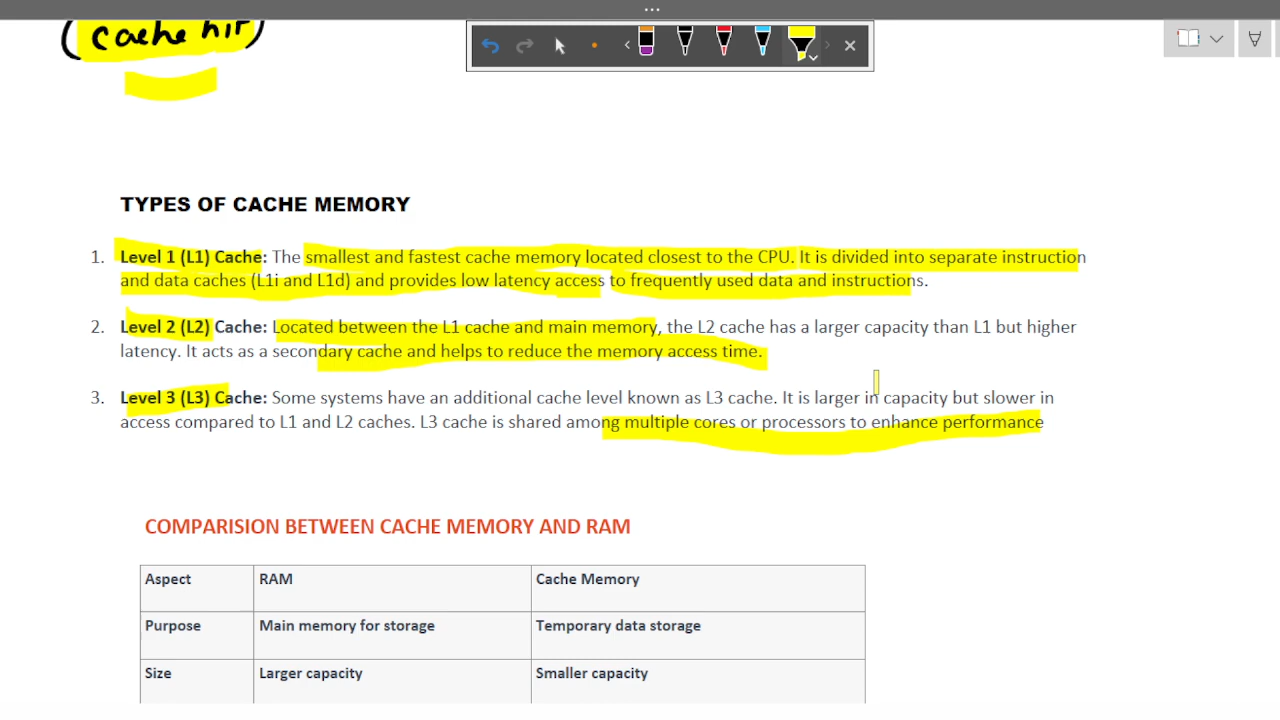 (cache hit)
TYPES OF CACHE MEMORY
1. Level 1 (L1) Cache: The smallest and fastest cache memory located closest to the CPU. It is divided into separate instruction
and data caches (L1i and L1d) and provides low latency access to frequently used data and instructions.
2. Level 2 (L2) Cache: Located between the L1 cache and main memory, the L2 cache has a larger capacity than L1 but higher
latency. It acts as a secondary cache and helps to reduce the memory access time.
3. Level 3 (L3) Cache: Some systems have an additional cache level known as L3 cache. It is larger in capacity but slower in
access compared to L1 and L2 caches. L3 cache is shared among multiple cores or processors to enhance performance
COMPARISION BETWEEN CACHE MEMORY AND RAM
Aspect RAM Cache Memory
Purpose Main memory for storage Temporary data storage
Size Larger capacity Smaller capacity